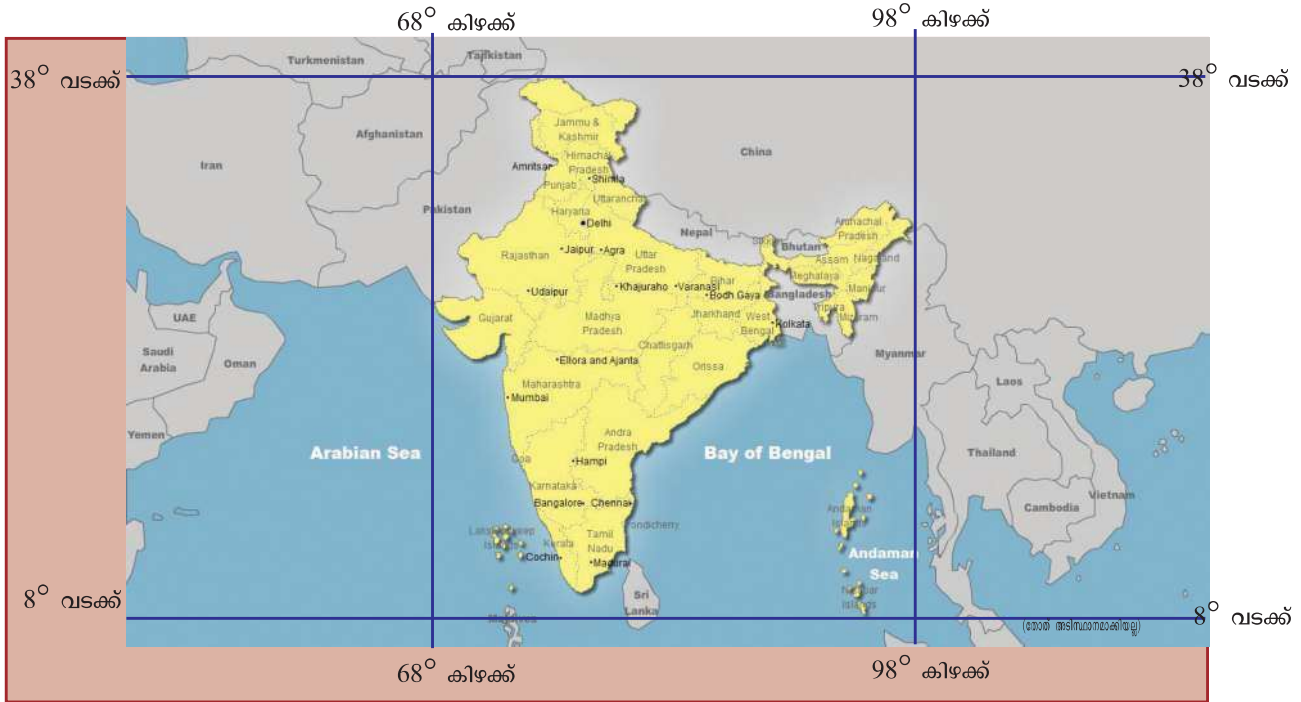 68° കിഴക്ക്
98° കിഴക്ക്
38° വടക്ക്
38° വടക്ക്
Turkmenistan
Tajikistan
Jammu &
Kashmir
Afghanistan
China
Iran
Amritsar
Himachal
Pradesh
Shimla
Punjab
Uttaranchal
Pakistan
Haryana
Delhi
Nepal
Arunachal
Pradesh
Bhutan
Rajasthan
Jaipur
Agra
Uttar
Pradesh
Assam
Nagaland
Meghalaya
Udaipur
Khajuraho
Varanasi
Bihar
Bodh Gaya
Bangladesh
Manipur
Tripura
Mizoram
UAE
Gujarat
Madhya
Pradesh
Jharkhand
West
Bengal
Kolkata
Saudi
Arabia
Oman
Chattisgarh
Myanmar
Ellora and Ajanta
Orissa
Laos
Maharashtra
Mumbai
Yemen
Arabian Sea
Bay of Bengal
Andra
Pradesh
Goa
Hampi
Thailand
Karnataka
Bangalore
Chennai
Vietnam
Cambodia
Andaman
Islands
Pondicherry
Lakshadweep
Islands
Kerala
Tamil
Nadu
Cochin
Madurai
Andaman
Sea
8° വടക്ക്
Sri
Lanka
Nicobar
Islands
Maldives
8° വടക്ക്
(തോത് അടിസ്ഥാനമാക്കിയല്ല)
68° കിഴക്ക്
98° കിഴക്ക്